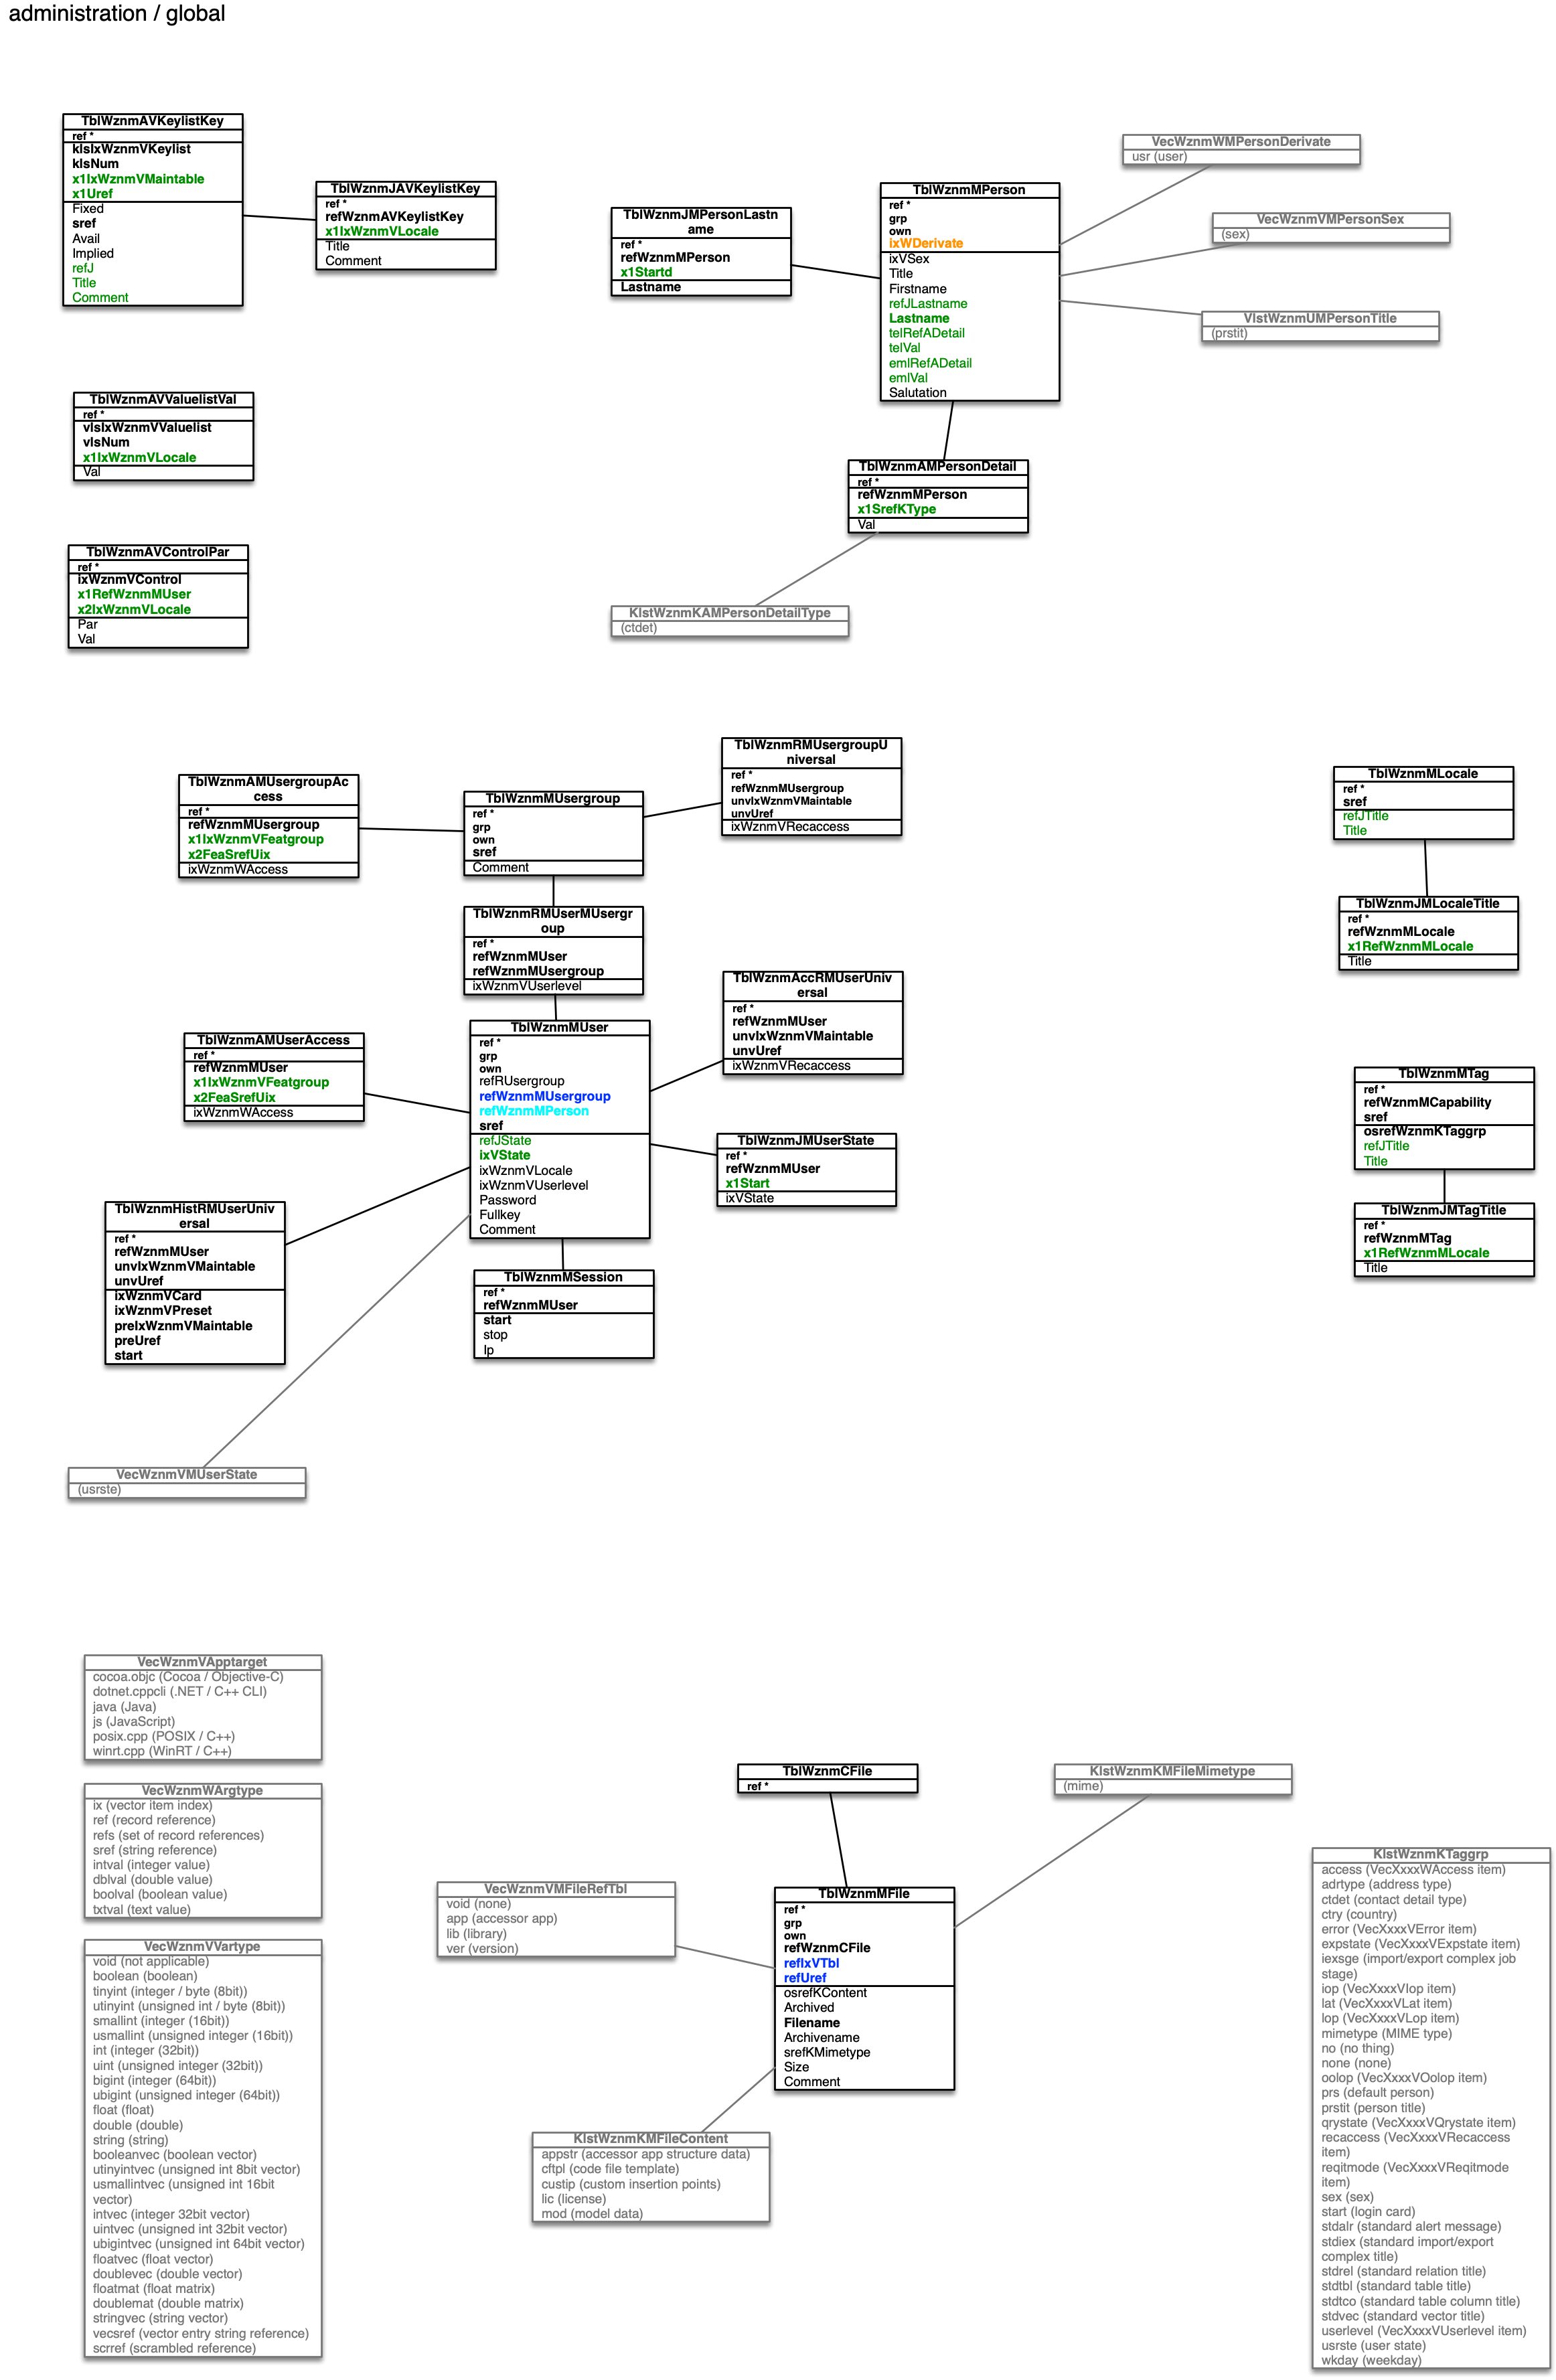 administration / global
TblWznmAVKeylistKey
ref *
klsIxWznmVKeylist
klsNum
x1IxWznmVMaintable
x1Uref
Fixed
sref
Avail
Implied
refJ
Title
Comment
TblWznmJAVKeylistKey
ref *
refWznmAVKeylistKey
x1IxWznmVLocale
Title
Comment
TblWznmJMPersonLastn
ame
ref *
refWznmMPerson
x1Startd
Lastname
TblWznmMPerson
ref *
grp
own
ixWDerivate
ixVSex
Title
Firstname
refJLastname
Lastname
telRefADetail
telVal
emlRefADetail
emlVal
Salutation
VecWznmWMPersonDerivate
usr (user)
VecWznmVMPersonSex
(sex)
VlstWznmUMPersonTitle
(prstit)
TblWznmAVValuelistVal
ref *
vlsIxWznmVValuelist
vlsNum
x1IxWznmVLocale
Val
TblWznmAMPersonDetail
ref *
refWznmMPerson
x1SrefKType
Val
TblWznmAVControlPar
ref *
ixWznmVControl
x1RefWznmMUser
x2IxWznmVLocale
Par
Val
KlstWznmKAMPersonDetailType
(ctdet)
TblWznmAMUsergroupAc
cess
ref *
refWznmMUsergroup
x1IxWznmVFeatgroup
x2FeaSrefUix
ixWznmWAccess
TblWznmMUsergroup
ref *
grp
own
sref
Comment
TblWznmRMUsergroupU
niversal
ref *
refWznmMUsergroup
unvIxWznmVMaintable
unvUref
ixWznmVRecaccess
TblWznmMLocale
ref *
sref
refJTitle
Title
TblWznmJMLocaleTitle
ref *
refWznmMLocale
x1RefWznmMLocale
Title
TblWznmRMUserMUsergr
oup
ref *
refWznmMUser
refWznmMUsergroup
ixWznmVUserlevel
TblWznmAccRMUserUniv
ersal
ref *
refWznmMUser
unvIxWznmVMaintable
unvUref
ixWznmVRecaccess
TblWznmAMUserAccess
ref *
refWznmMUser
x1IxWznmVFeatgroup
x2FeaSrefUix
ixWznmWAccess
TblWznmMUser
ref *
grp
own
refRUsergroup
refWznmMUsergroup
refWznmMPerson
sref
refJState
ixVState
ixWznmVLocale
ixWznmVUserlevel
Password
Fullkey
Comment
TblWznmJMUserState
ref *
refWznmMUser
x1Start
ixVState
TblWznmMTag
ref *
refWznmMCapability
sref
osrefWznmKTaggrp
refJTitle
Title
TblWznmJMTagTitle
ref *
refWznmMTag
x1RefWznmMLocale
Title
TblWznmHistRMUserUniv
ersal
ref *
refWznmMUser
unvIxWznmVMaintable
unvUref
ixWznmVCard
ixWznmVPreset
preIxWznmVMaintable
preUref
start
TblWznmMSession
ref *
refWznmMUser
start
stop
Ip
VecWznmVMUserState
(usrste)
VecWznmVApptarget
cocoa.objc (Cocoa / Objective-C)
dotnet.cppcli (.NET / C++ CLI)
java (Java)
js (JavaScript)
posix.cpp (POSIX / C++)
winrt.cpp (WinRT / C++)
VecWznmWArgtype
ix (vector item index)
ref (record reference)
refs (set of record references)
sref (string reference)
intval (integer value)
dblval (double value)
boolval (boolean value)
txtval (text value)
VecWznmVVartype
void (not applicable)
boolean (boolean)
tinyint (integer / byte (8bit))
utinyint (unsigned int / byte (8bit))
smallint (integer (16bit))
usmallint (unsigned integer (16bit))
int (integer (32bit))
uint (unsigned integer (32bit))
bigint (integer (64bit))
ubigint (unsigned integer (64bit))
float (float)
double (double)
string (string)
booleanvec (boolean vector)
utinyintvec (unsigned int 8bit vector)
usmallintvec (unsigned int 16bit
vector)
intvec (integer 32bit vector)
uintvec (unsigned int 32bit vector)
ubigintvec (unsigned int 64bit vector)
floatvec (float vector)
doublevec (double vector)
floatmat (float matrix)
doublemat (double matrix)
stringvec (string vector)
vecsref (vector entry string reference)
scrref (scrambled reference)
TblWznmCFile
ref *
KlstWznmKMFileMimetype
(mime)
VecWznmVMFileRefTbl
void (none)
app (accessor app)
lib (library)
ver (version)
TblWznmMFile
ref *
grp
own
refWznmCFile
refIxVTbl
refUref
osrefKContent
Archived
Filename
Archivename
srefKMimetype
Size
Comment
KlstWznmKMFileContent
appstr (accessor app structure data)
cftpl (code file template)
custip (custom insertion points)
lic (license)
mod (model data)
KlstWznmKTaggrp
access (VecXxxxWAccess item)
adrtype (address type)
ctdet (contact detail type)
ctry (country)
error (VecXxxxVError item)
expstate (VecXxxxVExpstate item)
iexsge (import/export complex job
stage)
iop (VecXxxxVIop item)
lat (VecXxxxVLat item)
lop (VecXxxxVLop item)
mimetype (MIME type)
no (no thing)
none (none)
oolop (VecXxxxVOolop item)
prs (default person)
prstit (person title)
qrystate (VecXxxxVQrystate item)
recaccess (VecXxxxVRecaccess
item)
reqitmode (VecXxxxVReqitmode
item)
sex (sex)
start (login card)
stdalr (standard alert message)
stdiex (standard import/export
complex title)
stdrel (standard relation title)
stdtbl (standard table title)
stdtco (standard table column title)
stdvec (standard vector title)
userlevel (VecXxxxVUserlevel item)
usrste (user state)
wkday (weekday)